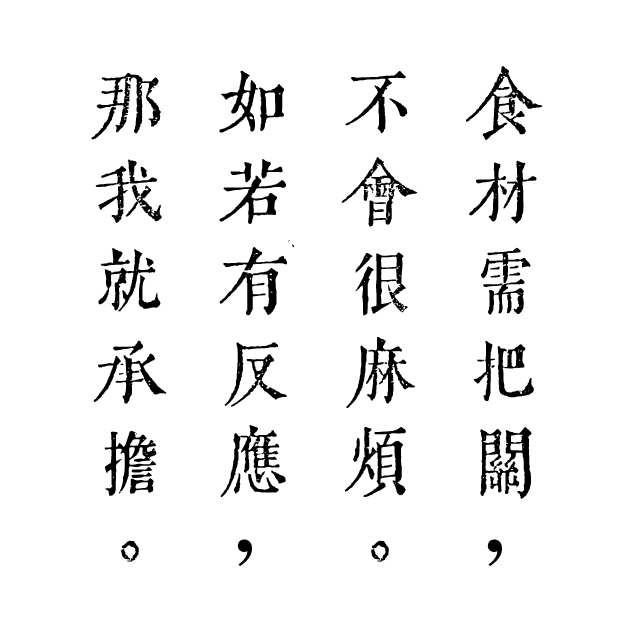 食材需把關，
不會很麻煩。
如若有反應，
那我就承擔。